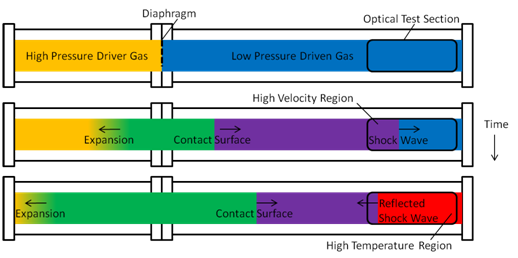 Diaphragm
Optical Test Section
High Pressure Driver Gas
Low Pressure Driven Gas
High Velocity Region
Expansion
Contact Surface
Shock Wave
Time
Expansion
Contact Surface
Reflected
Shock Wave
High Temperature Region